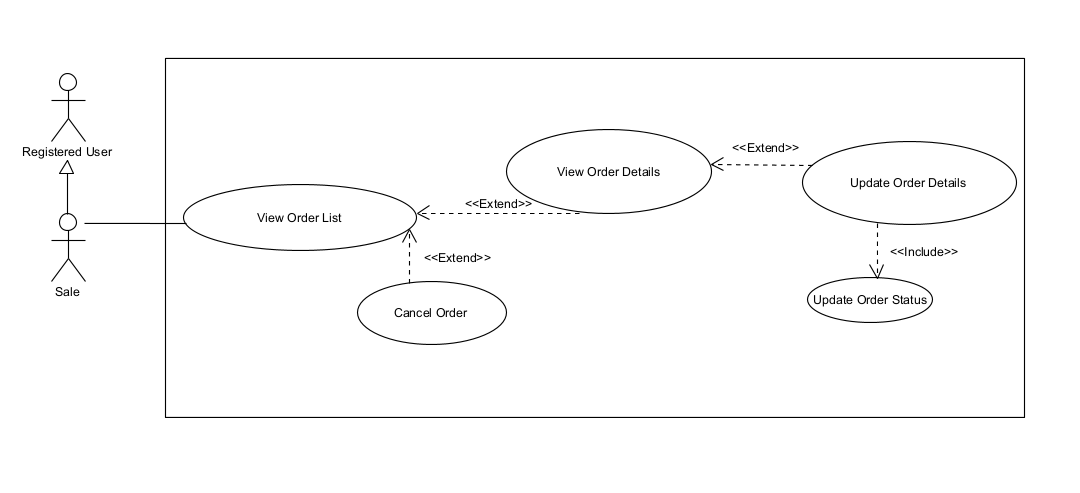 Registered User
Sale
View Order List
<<Extend>>
View Order Details
<<Extend>>
Update Order Details
<<Extend>>
Cancel Order
<<Include>>
Update Order Status